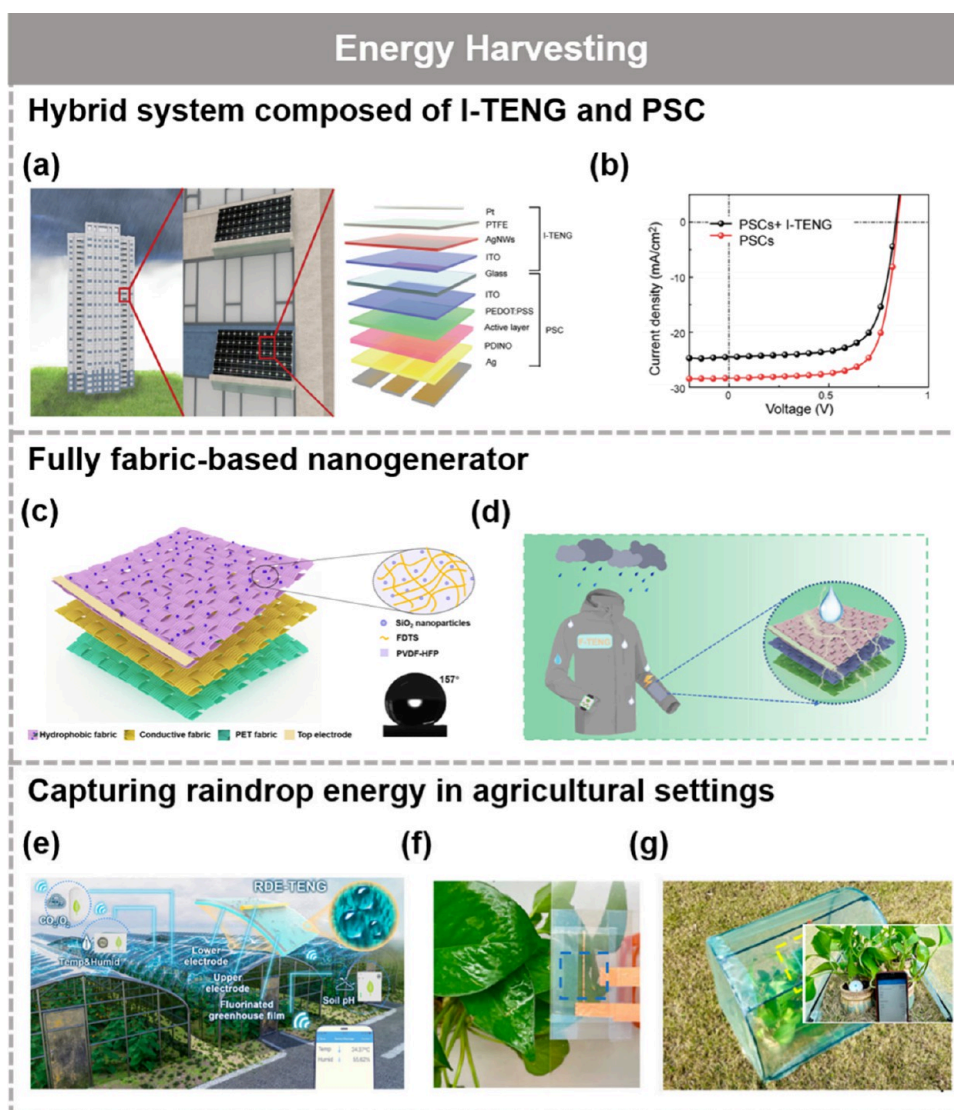 Energy Harvesting
Hybrid system composed of I-TENG and PSC
(a)
Pt
PTFE
AgNWs
ITO
Glass
ITO
PEDOT:PSS
Active layer
PDINO
Ag
I-TENG
PSC
(b)
PSCs+ I-TENG
PSCs
0
-10
-20
-30
Current density (mA/cm²)
0
0.5
1
Voltage (V)
Fully fabric-based nanogenerator
(c)
SiO₂ nanoparticles
FDTS
PVDF-HFP
157°
Hydrophobic fabric
Conductive fabric
PET fabric
Top electrode
(d)
I-TENG
Capturing raindrop energy in agricultural settings
(e)
RDE-TENG
CO₂/O₂
Temp&Humid
Lower electrode
Upper electrode
Fluorinated
greenhouse film
Soil pH
Temp
Humid
(f)
(g)